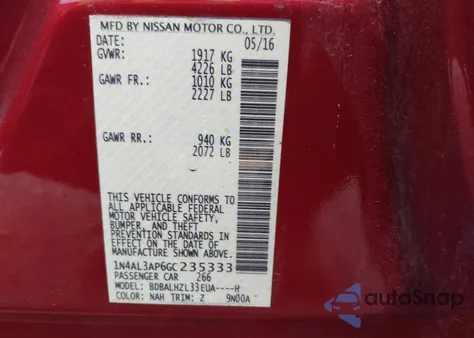 MFD BY NISSAN MOTOR CO., LTD.
DATE: 05/16
GVWR: 1917 KG
4226 LB
GAWR FR.: 1010 KG
2227 LB
GAWR RR.: 940 KG
2072 LB
THIS VEHICLE CONFORMS TO
ALL APPLICABLE FEDERAL
MOTOR VEHICLE SAFETY,
BUMPER, AND THEFT
PREVENTION STANDARDS
IN EFFECT ON THE DATE OF
MANUFACTURE SHOWN ABOVE.
1N4AL3AP6GC235333
PASSENGER CAR 266
MODEL: BDBALHZL33EUA----H
COLOR: NAH TRIM: Z 9N00A
autoSnap